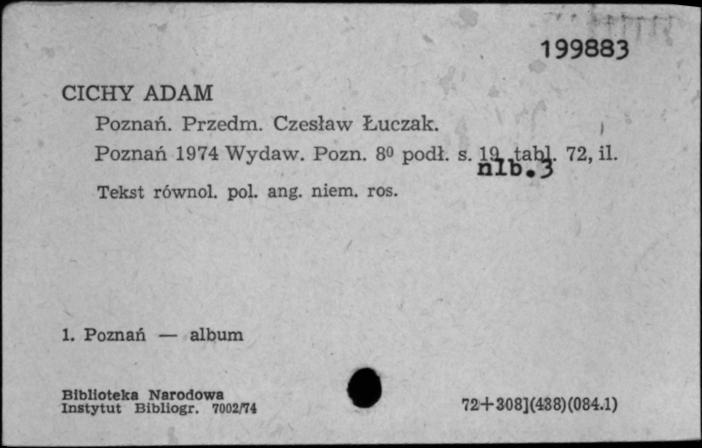 199883
CICHY ADAM
Poznań. Przedm. Czesław Łuczak.
Poznań 1974 Wydaw. Pozn. 8⁰ podł. s. 19, tabl. 72, il.
nlb.3
Tekst równol. pol. ang. niem. ros.
1. Poznań — album
Biblioteka Narodowa
Instytut Bibliogr. 7002/74
72+308](438)(084.1)